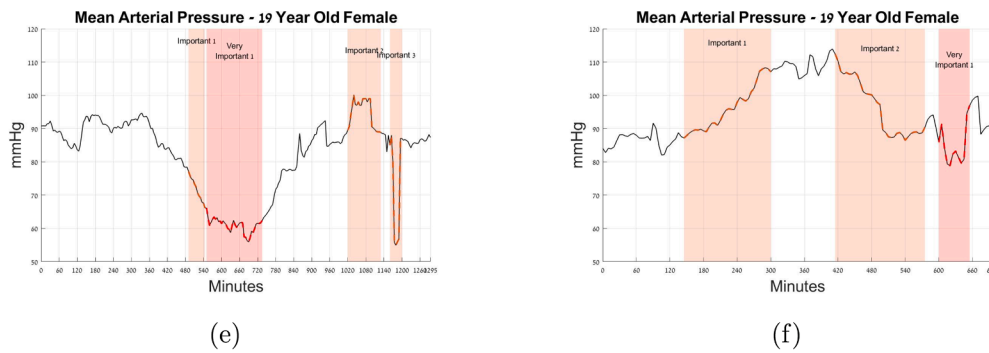 Mean Arterial Pressure - 19 Year Old Female
120
110
100
90
80
70
60
50
mmHg
Important 1
Very
Important 1
Important 2
Important 3
0 60 120 180 240 300 360 420 480 540 600 660 720 780 840 900 960 1020 1080 1140 1200 1295
Minutes
(e)
Mean Arterial Pressure - 19 Year Old Female
120
110
100
90
80
70
60
50
mmHg
Important 1
Important 2
Very
Important 1
0 60 120 180 240 300 360 420 480 540 600 660
Minutes
(f)